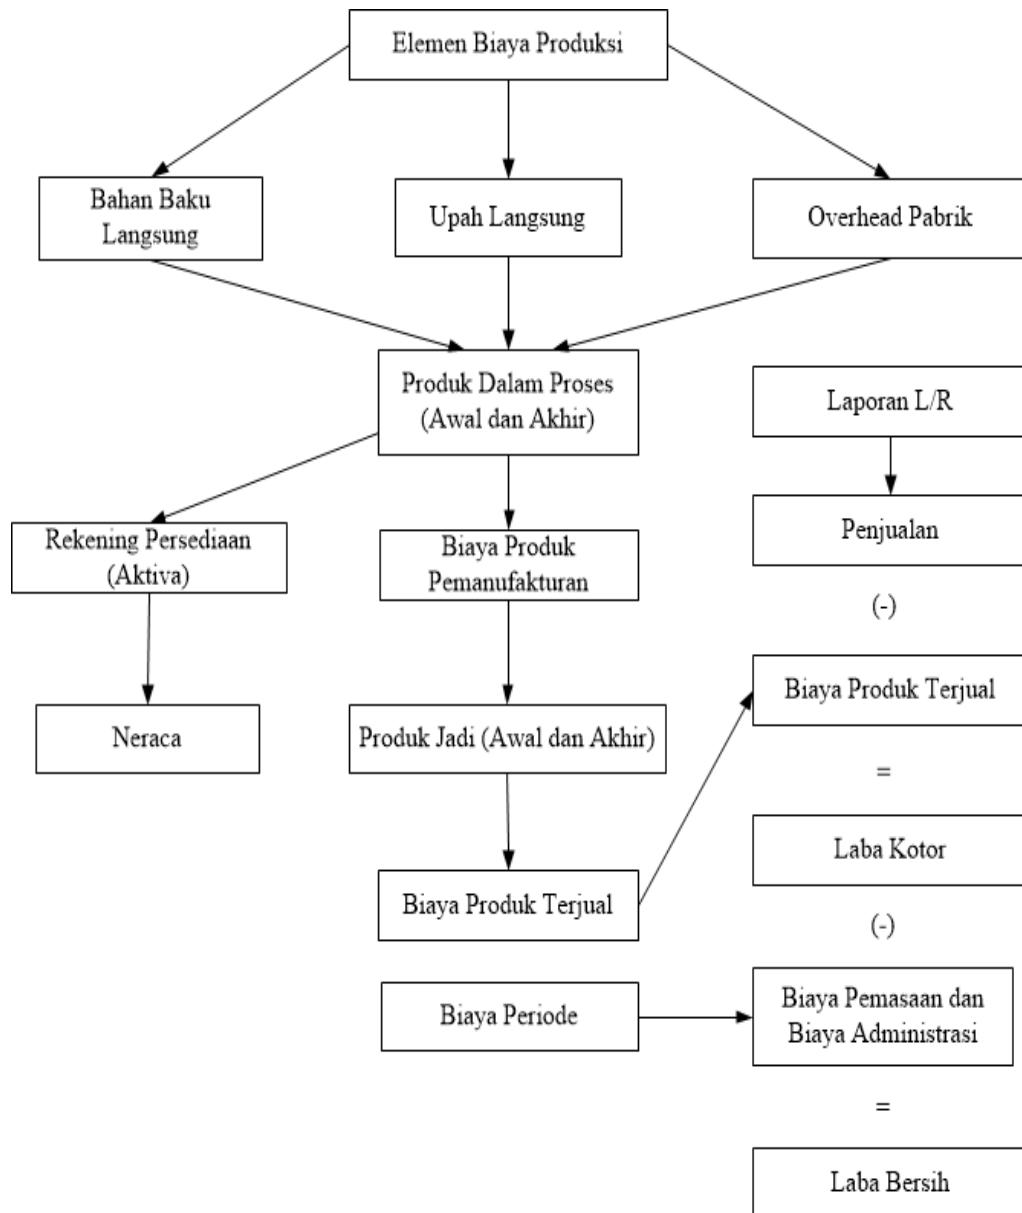 Elemen Biaya Produksi
Bahan Baku
Langsung
Upah Langsung
Overhead Pabrik
Produk Dalam Proses
(Awal dan Akhir)
Laporan L/R
Rekening Persediaan
(Aktiva)
Biaya Produk
Pemanufakturan
Penjualan
(-)
Neraca
Produk Jadi (Awal dan Akhir)
Biaya Produk Terjual
=
Laba Kotor
Biaya Produk Terjual
(-)
Biaya Periode
Biaya Pemasaan dan
Biaya Administrasi
=
Laba Bersih